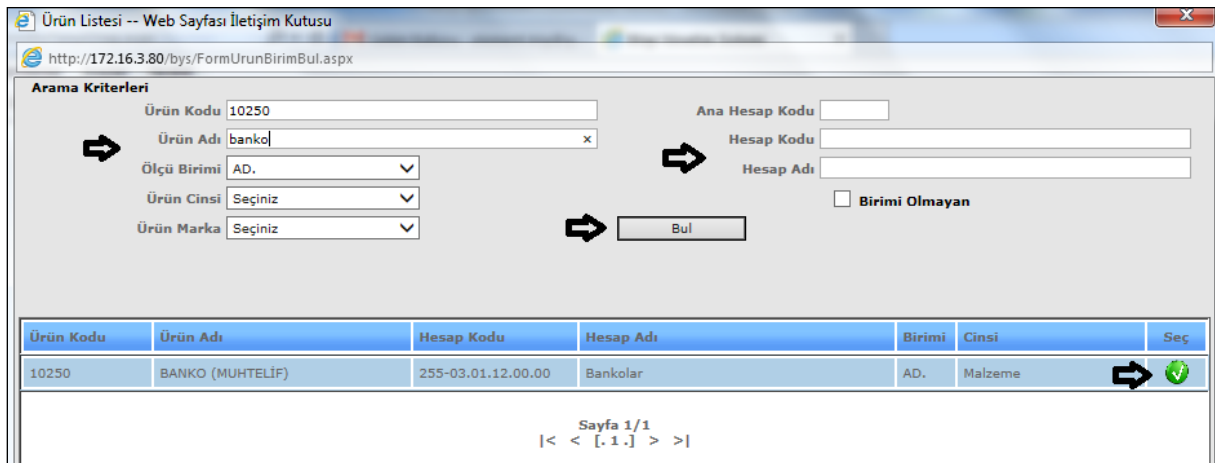 Ürün Listesi -- Web Sayfası İletişim Kutusu
http://172.16.3.80/bys/FormUrunBirimBul.aspx
Arama Kriterleri
Ürün Kodu 10250 Ana Hesap Kodu
Ürün Adı banko × Hesap Kodu
Ölçü Birimi AD. Hesap Adı
Ürün Cinsi Seçiniz Birimi Olmayan
Ürün Marka Seçiniz Bul
Ürün Kodu Ürün Adı Hesap Kodu Hesap Adı Birimi Cinsi Seç
10250 BANKO (MUHTELİF) 255-03.01.12.00.00 Bankolar AD. Malzeme
Sayfa 1/1
|< < [. 1 .] > >|